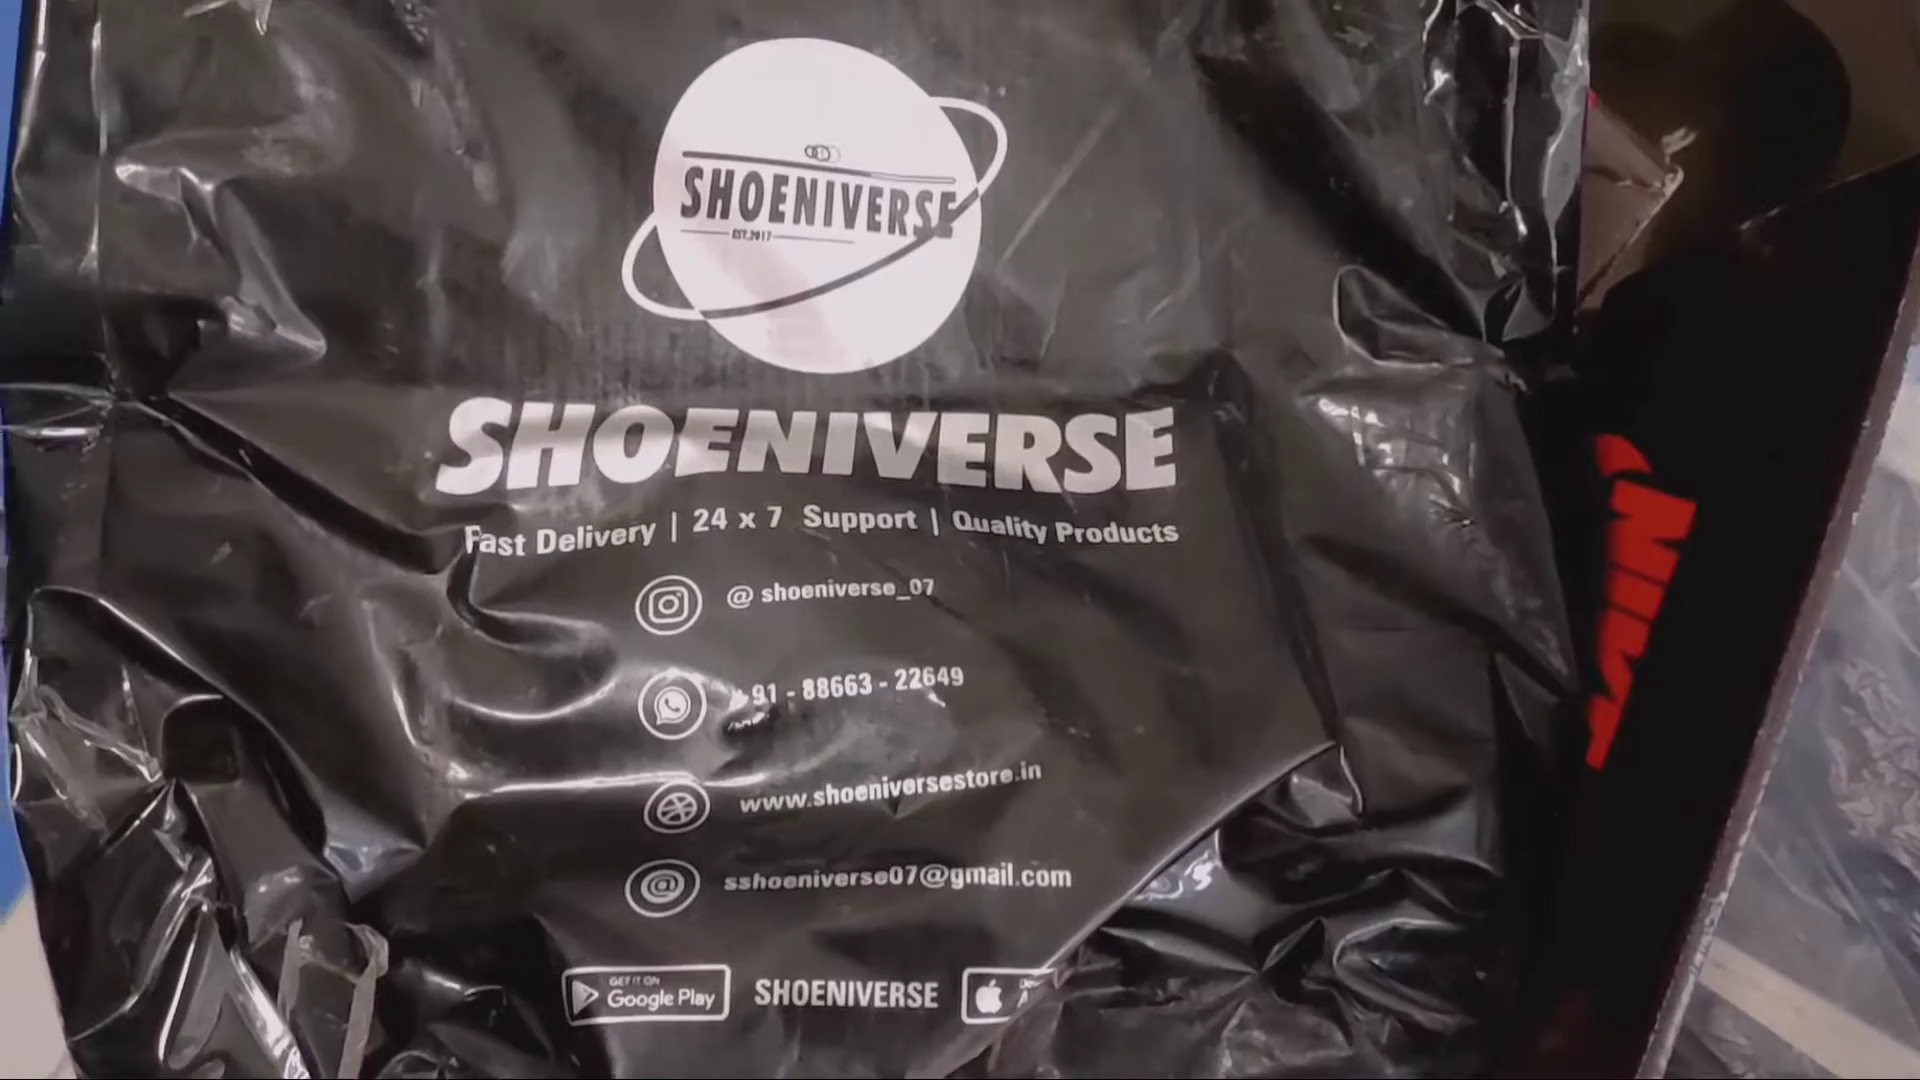 SHOENIVERSE
EST.2017
SHOENIVERSE
Fast Delivery | 24 x 7 Support | Quality Products
@ shoeniverse_07
+91 - 88663 - 22649
www.shoeniversestore.in
sshoeniverse07@gmail.com
GET IT ON
Google Play
SHOENIVERSE